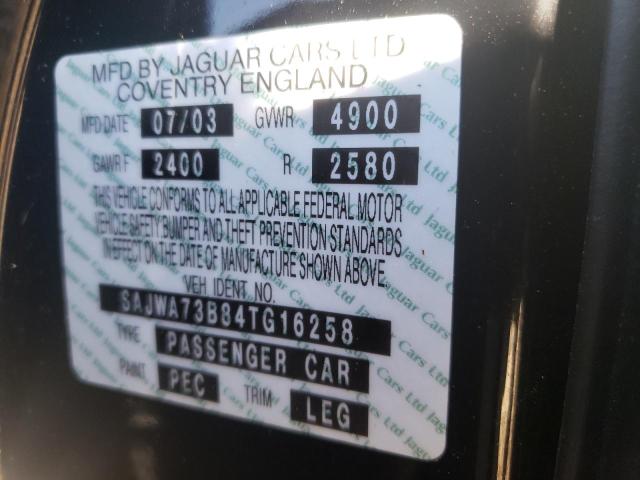 MFD BY JAGUAR CARS LTD
COVENTRY ENGLAND
MFD DATE 07/03 GVWR 4900
GAWR F 2400 R 2580
THIS VEHICLE CONFORMS TO ALL APPLICABLE FEDERAL MOTOR
VEHICLE SAFETY BUMPER AND THEFT PREVENTION STANDARDS
IN EFFECT ON THE DATE OF MANUFACTURE SHOWN ABOVE
VEH IDENT NO.
SAJWA73B84TG16258
TYPE PASSENGER CAR
PAINT PEC TRIM LEG